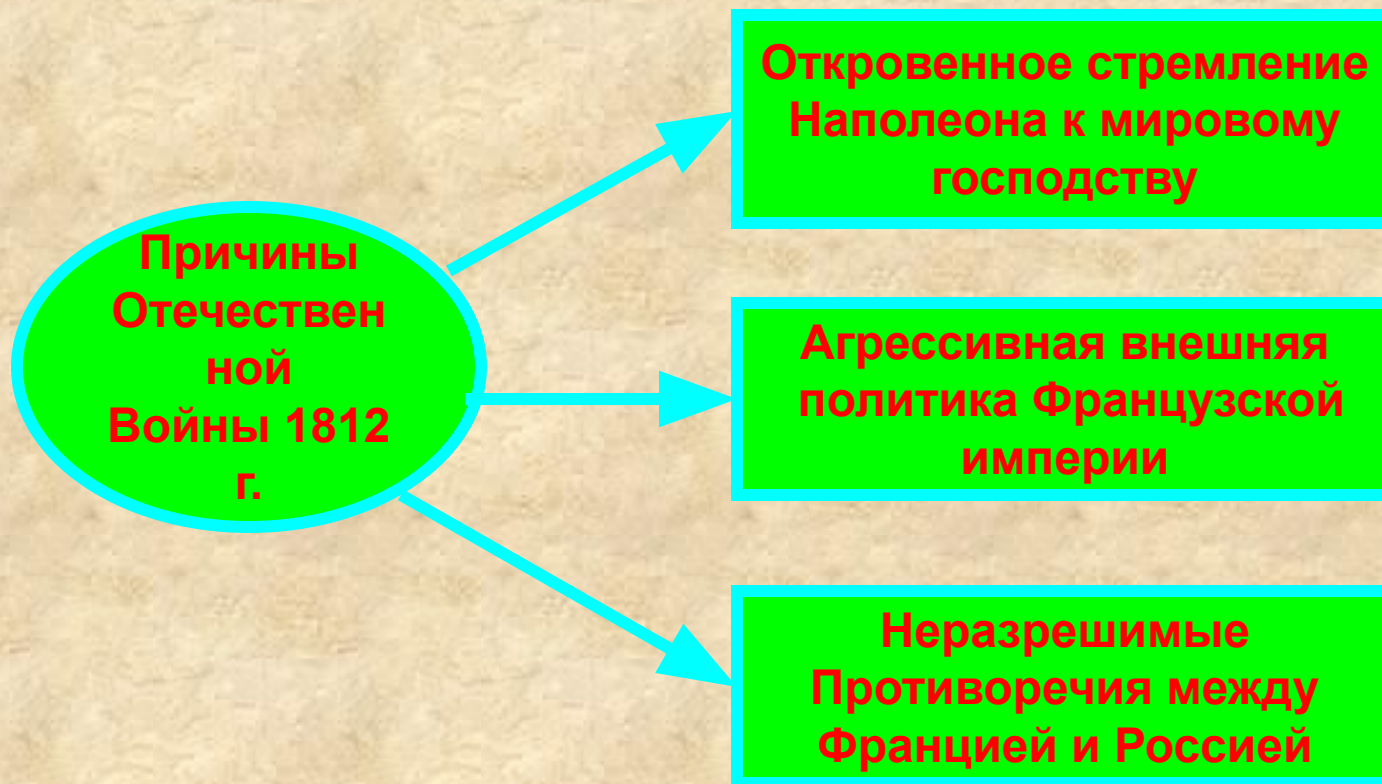 Причины
Отечествен
ной
Войны 1812
г.
Откровенное стремление
Наполеона к мировому
господству
Агрессивная внешняя
политика Французской
империи
Неразрешимые
Противоречия между
Францией и Россией